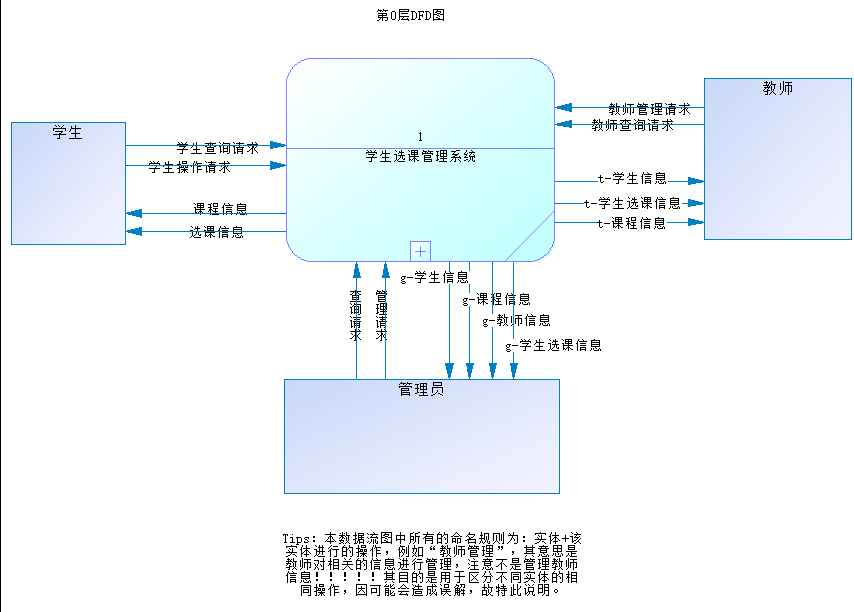 第0层DFD图
教师
教师管理请求
教师查询请求
学生
1
学生查询请求
学生选课管理系统
学生操作请求
t-学生信息
t-学生选课信息
课程信息
t-课程信息
选课信息
+
g-学生信息
查询请求
管理请求
g-课程信息
g-教师信息
g-学生选课信息
管理员
Tips: 本数据流图中所有的命名规则为: 实体+该
实体进行的操作，例如“教师管理”，其意思是
教师对相关的信息进行管理，注意不是管理教师
信息！！！！！其目的是用于区分不同实体的相
同操作，因可能会造成误解，故特此说明。